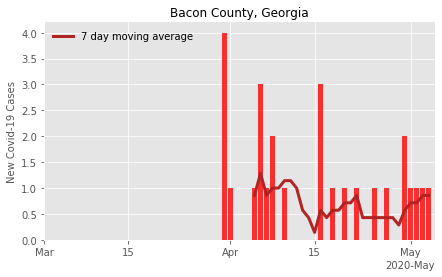 Bacon County, Georgia
7 day moving average
New Covid-19 Cases
4.0
3.5
3.0
2.5
2.0
1.5
1.0
0.5
0.0
Mar
15
Apr
15
May
2020-May